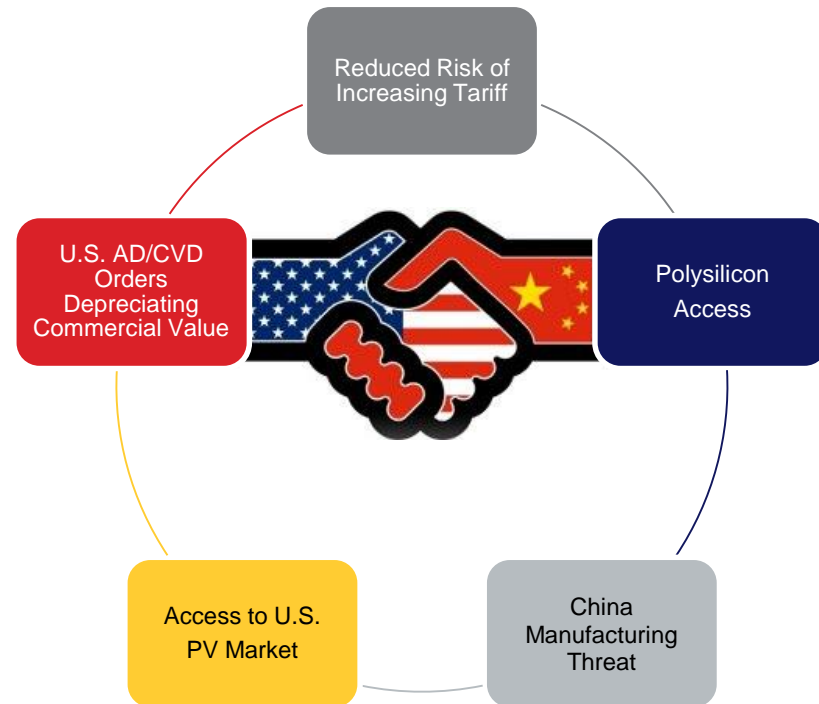 Reduced Risk of
Increasing Tariff
Polysilicon
Access
China
Manufacturing
Threat
Access to U.S.
PV Market
U.S. AD/CVD
Orders
Depreciating
Commercial Value